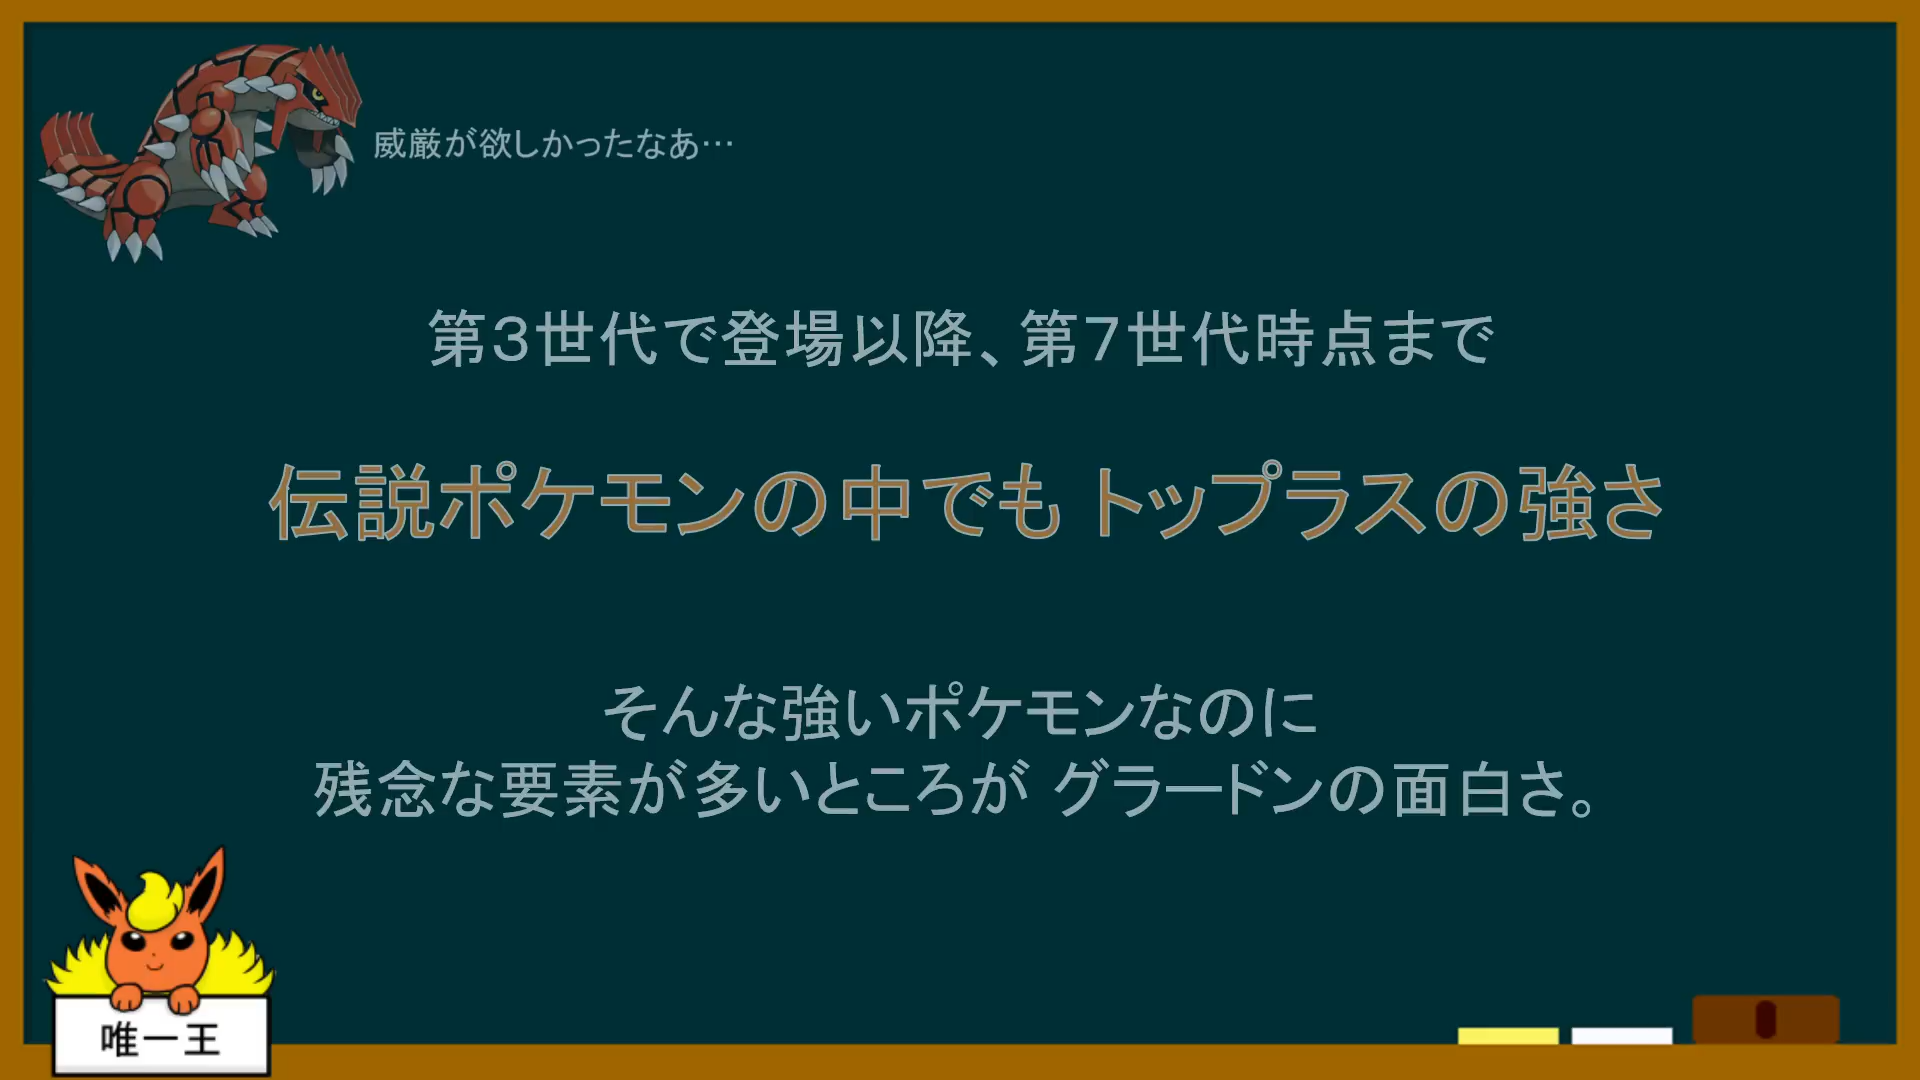 威厳が欲しかったなあ…
第３世代で登場以降、第７世代時点まで
伝説ポケモンの中でも トップラスの強さ
そんな強いポケモンなのに
残念な要素が多いところが グラードンの面白さ。
唯一王